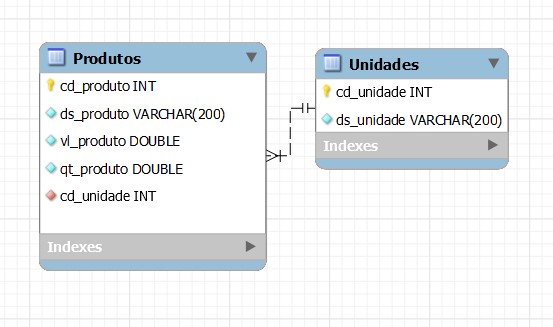 Produtos
cd_produto INT
ds_produto VARCHAR(200)
vl_produto DOUBLE
qt_produto DOUBLE
cd_unidade INT
Indexes
Unidades
cd_unidade INT
ds_unidade VARCHAR(200)
Indexes